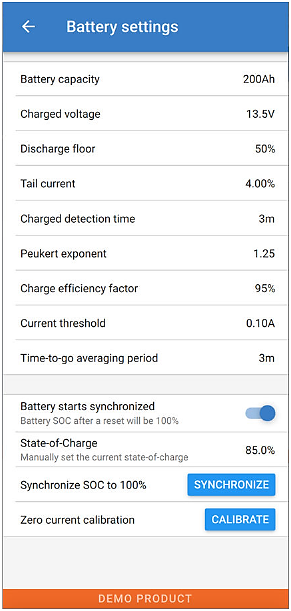 Battery settings
Battery capacity 200Ah
Charged voltage 13.5V
Discharge floor 50%
Tail current 4.00%
Charged detection time 3m
Peukert exponent 1.25
Charge efficiency factor 95%
Current threshold 0.10A
Time-to-go averaging period 3m
Battery starts synchronized
Battery SOC after a reset will be 100%
State-of-Charge 85.0%
Manually set the current state-of-charge
Synchronize SOC to 100% SYNCHRONIZE
Zero current calibration CALIBRATE
DEMO PRODUCT